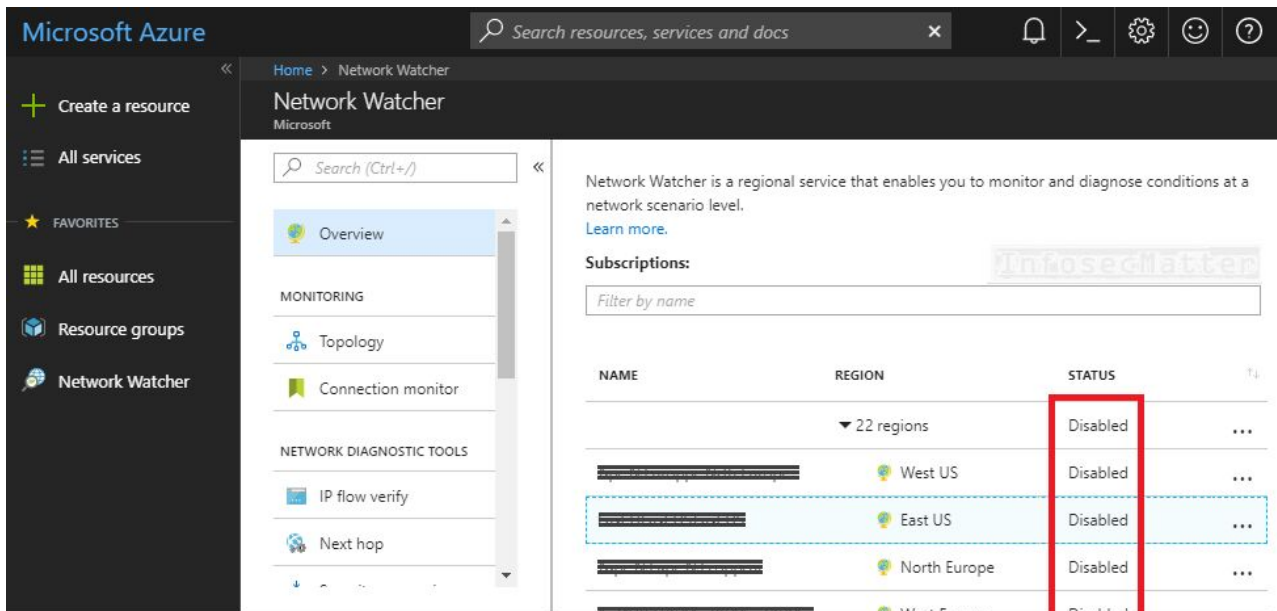 Microsoft Azure
Search resources, services and docs
Create a resource
All services
FAVORITES
All resources
Resource groups
Network Watcher
Home > Network Watcher
Network Watcher
Microsoft
Search (Ctrl+/)
Overview
MONITORING
Topology
Connection monitor
NETWORK DIAGNOSTIC TOOLS
IP flow verify
Next hop
Network Watcher is a regional service that enables you to monitor and diagnose conditions at a
network scenario level.
Learn more.
Subscriptions:
InfosecMatter
Filter by name
NAME REGION STATUS
22 regions Disabled ...
West US Disabled ...
East US Disabled ...
North Europe Disabled ...